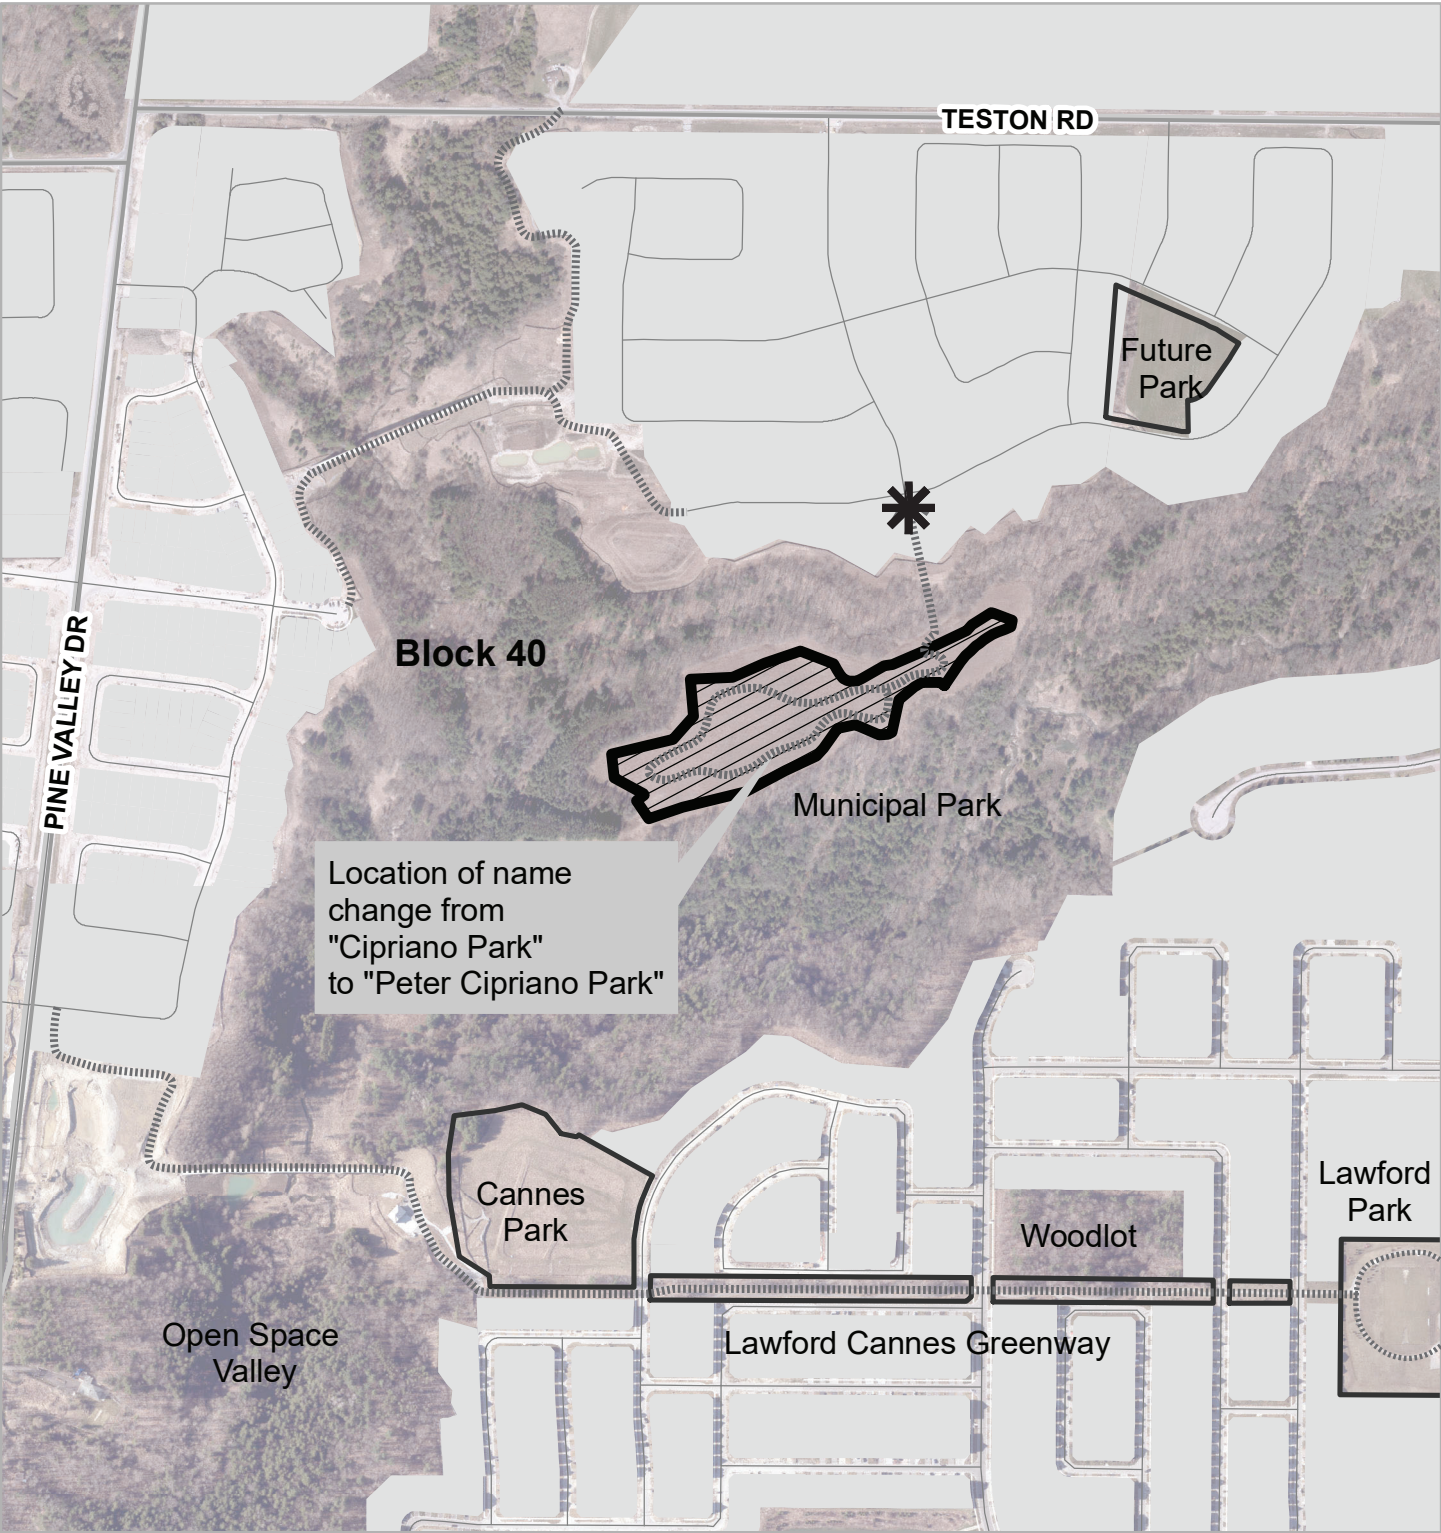 TESTON RD
Future
Park
Block 40
PINE VALLEY DR
Municipal Park
Location of name
change from
"Cipriano Park"
to "Peter Cipriano Park"
Cannes
Park
Lawford
Park
Woodlot
Open Space
Valley
Lawford Cannes Greenway